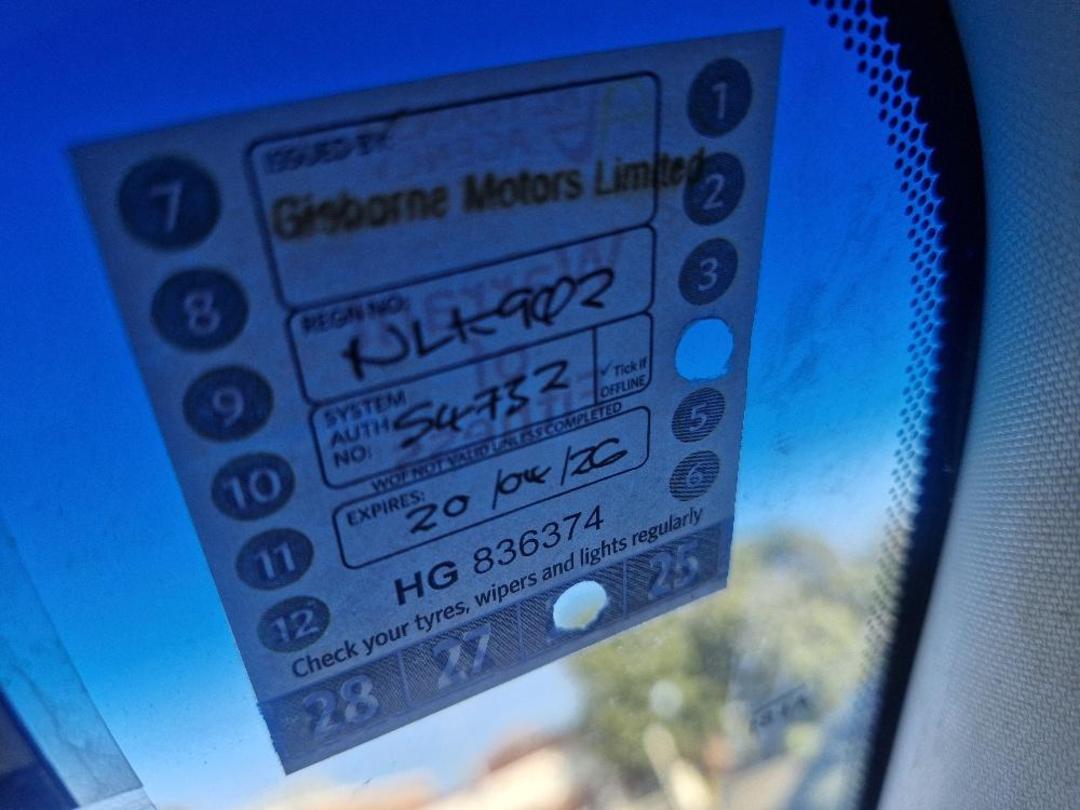 ISSUED BY:
Gisborne Motors Limited
REGN NO:
NLK902
SYSTEM
AUTH
NO:
S4732
✓ Tick if
OFFLINE
WOF NOT VALID UNLESS COMPLETED
EXPIRES:
20/04/26
HG 836374
Check your tyres, wipers and lights regularly
7
8
9
10
11
12
1
2
3
5
6
28 27 25